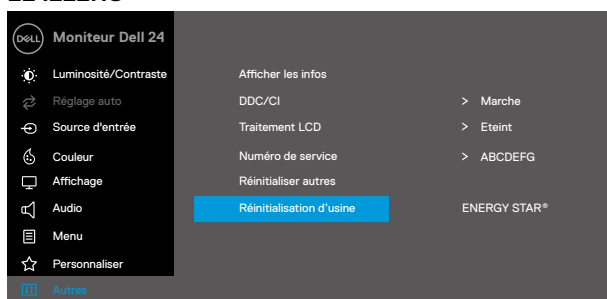 DELL Moniteur Dell 24
Luminosité/Contraste
Réglage auto
Source d'entrée
Couleur
Affichage
Audio
Menu
Personnaliser
Autres
Afficher les infos
DDC/CI > Marche
Traitement LCD > Eteint
Numéro de service > ABCDEFG
Réinitialiser autres
Réinitialisation d'usine ENERGY STAR®